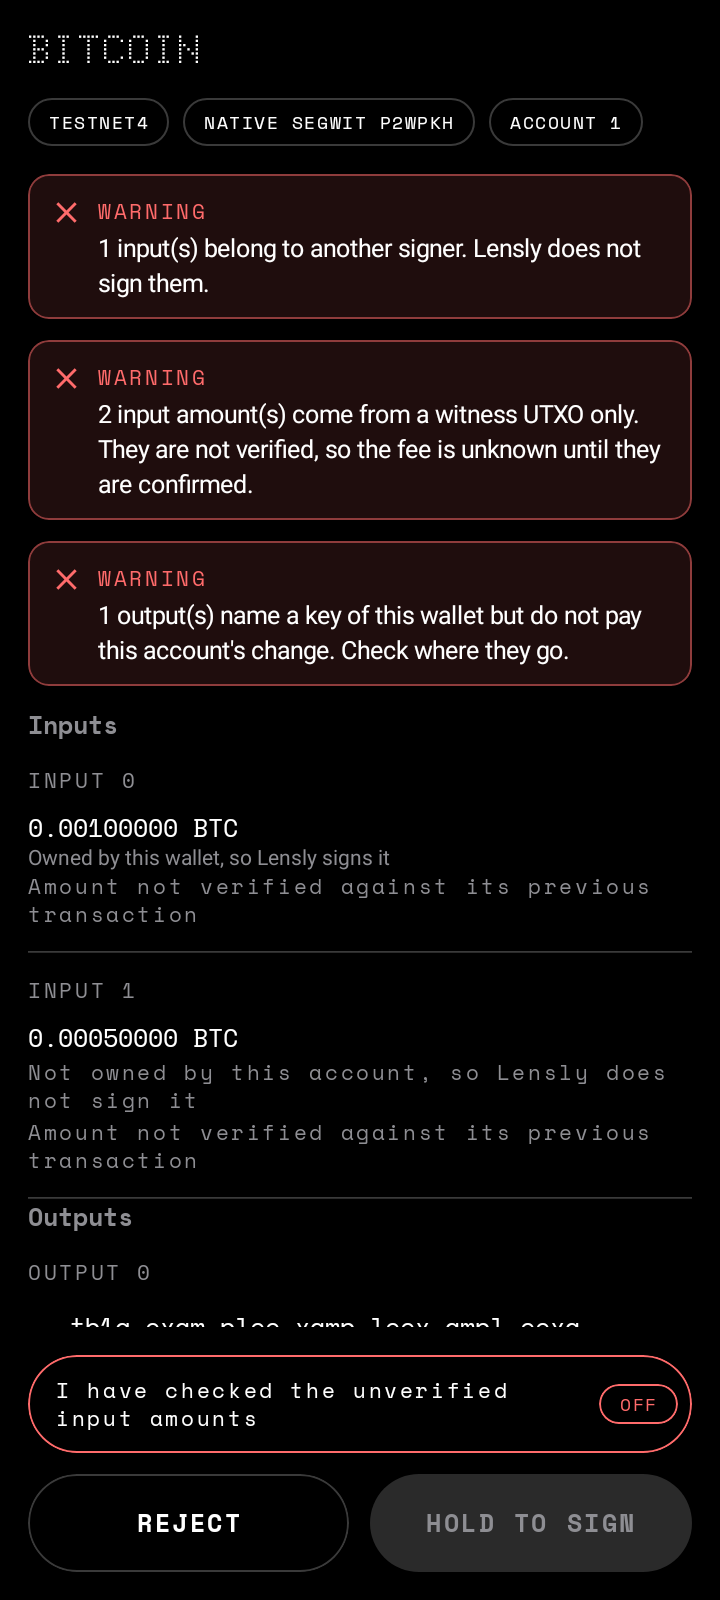 BITCOIN
TESTNET4
NATIVE SEGWIT P2WPKH
ACCOUNT 1
WARNING
1 input(s) belong to another signer. Lensly does not
sign them.
WARNING
2 input amount(s) come from a witness UTXO only.
They are not verified, so the fee is unknown until they
are confirmed.
WARNING
1 output(s) name a key of this wallet but do not pay
this account's change. Check where they go.
Inputs
INPUT 0
0.00100000 BTC
Owned by this wallet, so Lensly signs it
Amount not verified against its previous
transaction
INPUT 1
0.00050000 BTC
Not owned by this account, so Lensly does
not sign it
Amount not verified against its previous
transaction
Outputs
OUTPUT 0
I have checked the unverified
input amounts
OFF
REJECT
HOLD TO SIGN